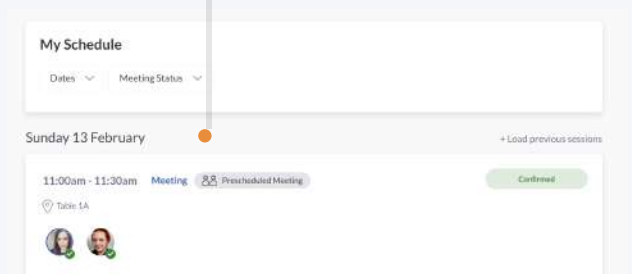 My Schedule
Dates Meeting Status
Sunday 13 February + Load previous sessions
11:00am - 11:30am Meeting Prescheduled Meeting Confirmed
Table 1A